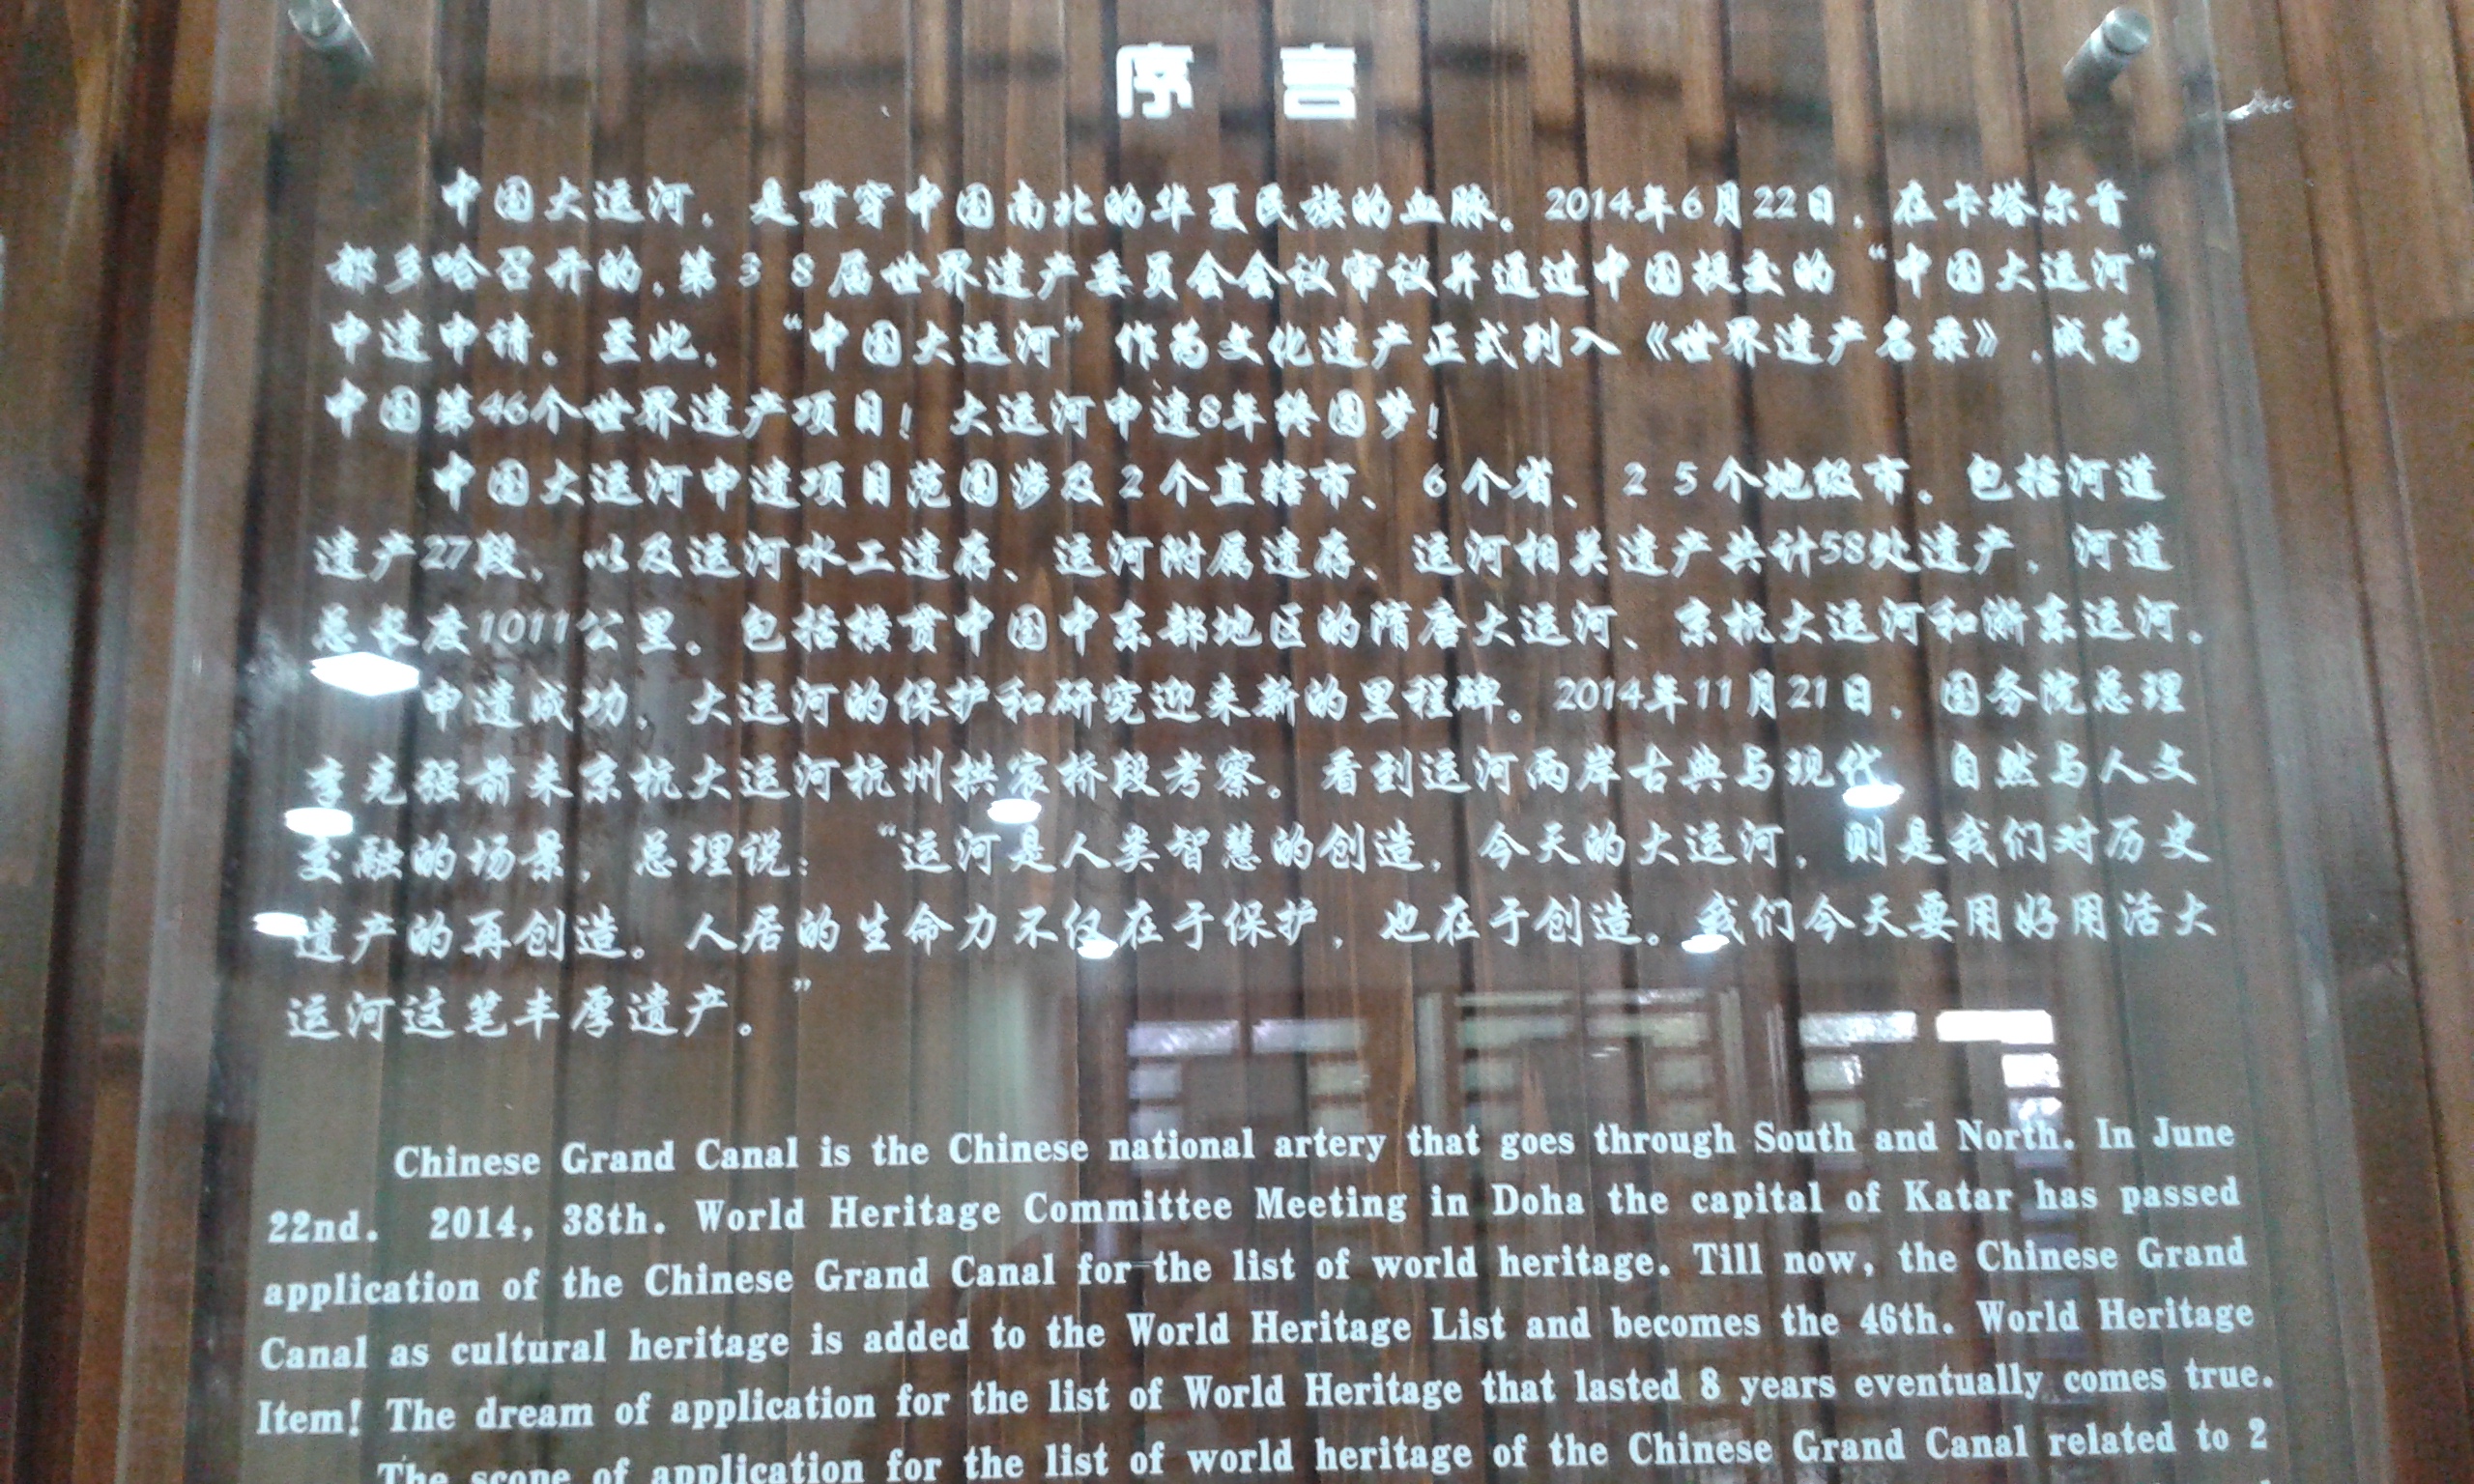 序言
中国大运河，是贯穿中国南北的华夏民族的血脉。2014年6月22日，在卡塔尔首
都多哈召开的，第38届世界遗产委员会会议审议并通过中国提交的“中国大运河”
申遗申请。至此，“中国大运河”作为文化遗产正式列入《世界遗产名录》，成为
中国第46个世界遗产项目！大运河申遗8年终圆梦！
中国大运河申遗项目范围涉及2个直辖市、6个省、25个地级市。包括河道
遗产27段，以及运河水工遗存、运河附属遗存、运河相关遗产共计58处遗产，河道
总长度1011公里。包括横贯中国中东部地区的隋唐大运河、京杭大运河和浙东运河。
申遗成功，大运河的保护和研究迎来新的里程碑。2014年11月21日，国务院总理
李克强前来京杭大运河杭州拱宸桥段考察。看到运河两岸古典与现代 自然与人文
交融的场景，总理说：“运河是人类智慧的创造，今天的大运河，则是我们对历史
遗产的再创造。人居的生命力不仅在于保护，也在于创造。我们今天要用好用活大
运河这笔丰厚遗产。”
Chinese Grand Canal is the Chinese national artery that goes through South and North. In June
22nd. 2014, 38th. World Heritage Committee Meeting in Doha the capital of Katar has passed
application of the Chinese Grand Canal for the list of world heritage. Till now, the Chinese Grand
Canal as cultural heritage is added to the World Heritage List and becomes the 46th. World Heritage
Item! The dream of application for the list of World Heritage that lasted 8 years eventually comes true.
The scope of application for the list of world heritage of the Chinese Grand Canal related to 2